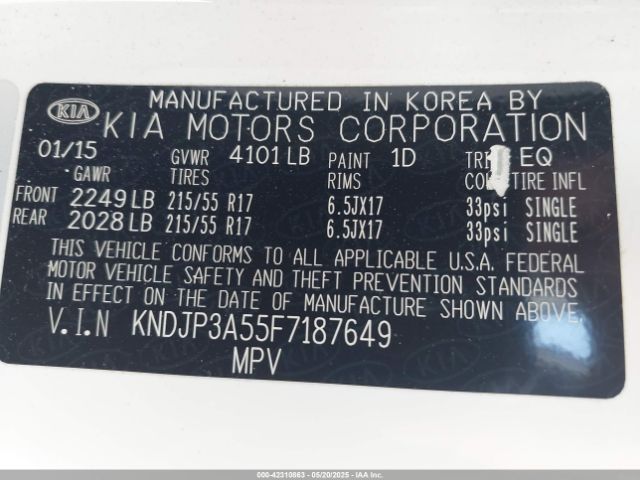 KIA
MANUFACTURED IN KOREA BY
KIA MOTORS CORPORATION
01/15 GVWR 4101 LB PAINT 1D EQ
GAWR TIRES RIMS TIRE INFL
FRONT 2249 LB 215/55 R17 6.5JX17 33psi SINGLE
REAR 2028 LB 215/55 R17 6.5JX17 33psi SINGLE
THIS VEHICLE CONFORMS TO ALL APPLICABLE U.S.A. FEDERAL
MOTOR VEHICLE SAFETY AND THEFT PREVENTION STANDARDS
IN EFFECT ON THE DATE OF MANUFACTURE SHOWN ABOVE.
V.I.N KNDJP3A55F7187649
MPV
000-42310863 - 05/20/2025 - IAA Inc.